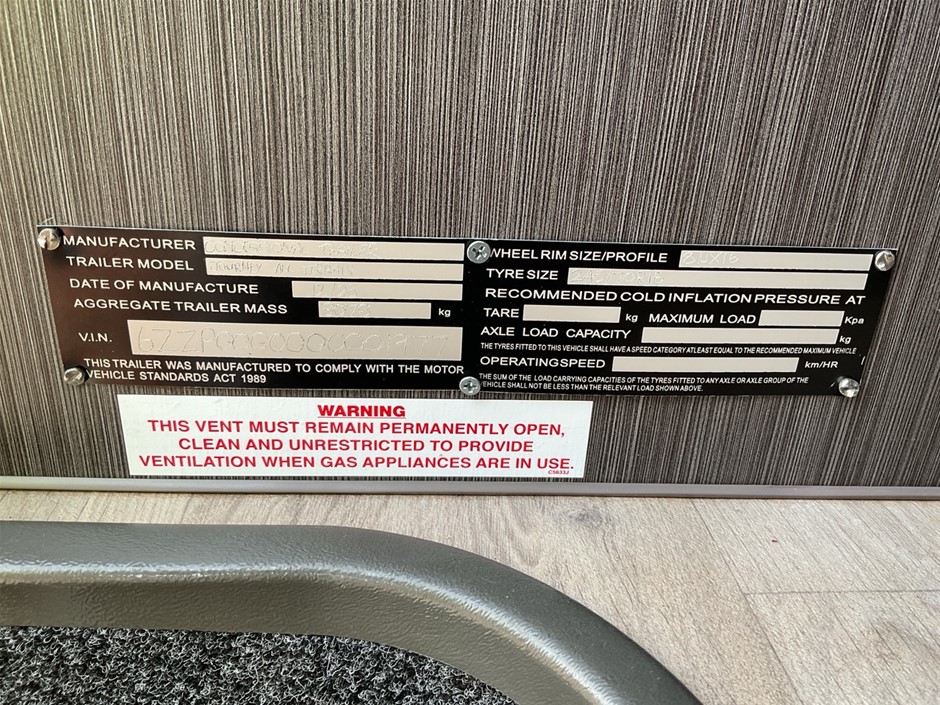 MANUFACTURER
TRAILER MODEL JOURNEY
DATE OF MANUFACTURE
AGGREGATE TRAILER MASS kg
V.I.N.
THIS TRAILER WAS MANUFACTURED TO COMPLY WITH THE MOTOR
VEHICLE STANDARDS ACT 1989
WHEEL RIM SIZE/PROFILE
TYRE SIZE
RECOMMENDED COLD INFLATION PRESSURE AT
TARE kg MAXIMUM LOAD Kpa
AXLE LOAD CAPACITY kg
THE TYRES FITTED TO THIS VEHICLE SHALL HAVE A SPEED CATEGORY ATLEAST EQUAL TO THE RECOMMENDED MAXIMUM VEHICLE
OPERATINGSPEED km/HR
THE SUM OF THE LOAD CARRYING CAPACITIES OF THE TYRES FITTED TO ANY AXLE OR AXLE GROUP OF THE
VEHICLE SHALL NOT BE LESS THAN THE RELEVANT LOAD SHOWN ABOVE.
WARNING
THIS VENT MUST REMAIN PERMANENTLY OPEN,
CLEAN AND UNRESTRICTED TO PROVIDE
VENTILATION WHEN GAS APPLIANCES ARE IN USE.
C5633J